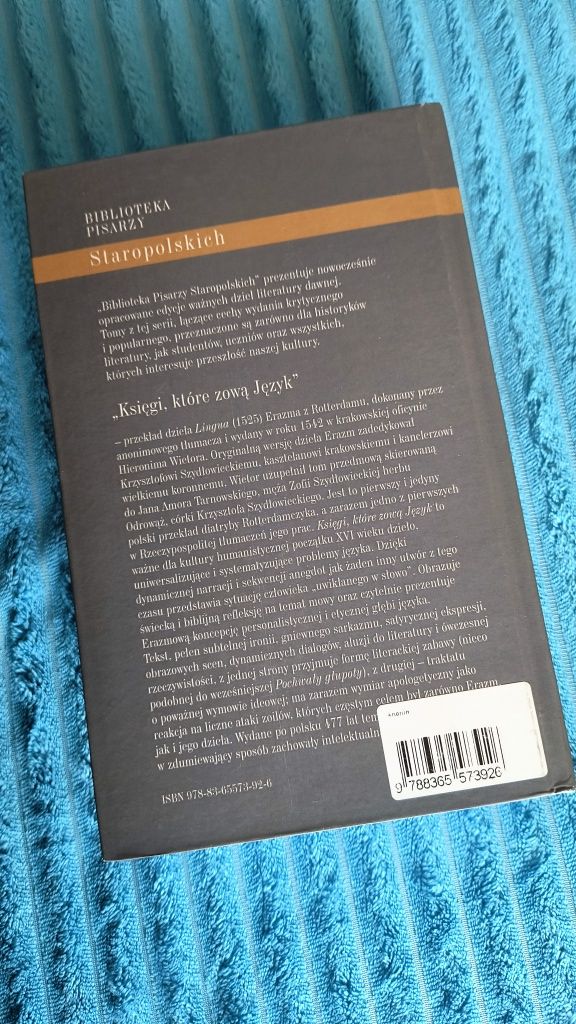 BIBLIOTEKA
PISARZY
Staropolskich
„Biblioteka Pisarzy Staropolskich” prezentuje nowocześnie
opracowane edycje ważnych dzieł literatury dawnej.
Tomy z tej serii, łączące cechy wydania krytycznego
i popularnego, przeznaczone są zarówno dla historyków
literatury, jak studentów, uczniów oraz wszystkich,
których interesuje przeszłość naszej kultury.
„Księgi, które zową Język”
– przekład dzieła Lingua (1525) Erazma z Rotterdamu, dokonany przez
anonimowego tłumacza i wydany w roku 1542 w krakowskiej oficynie
Hieronima Wietora. Oryginalną wersję dzieła Erazm zadedykował
Krzysztofowi Szydłowieckiemu, kasztelanowi krakowskiemu i kanclerzowi
wielkiemu koronnemu. Wietor uzupełnił tom przedmową skierowaną
do Jana Amora Tarnowskiego, męża Zofii Szydłowieckiej herbu
Odrowąż, córki Krzysztofa Szydłowieckiego. Jest to pierwszy i jedyny
polski przekład diatryby Rotterdamczyka, a zarazem jedno z pierwszych
w Rzeczypospolitej tłumaczeń jego prac. Księgi, które zową Język to
ważne dla kultury humanistycznej początku XVI wieku dzieło,
uniwersalizujące i systematyzujące problemy języka. Dzięki
dynamicznej narracji i sekwencji anegdot jak żaden inny utwór z tego
czasu przedstawia sytuację człowieka „uwikłanego w słowo”. Obrazuje
świecką i biblijną refleksję na temat mowy oraz czytelnie prezentuje
Erazmową koncepcję personalistycznej i etycznej głębi języka.
Tekst, pełen subtelnej ironii, gniewnego sarkazmu, satyrycznej ekspresji,
obrazowych scen, dynamicznych dialogów, aluzji do literatury i ówczesnej
rzeczywistości, z jednej strony przyjmuje formę literackiej zabawy (nieco
podobnej do wcześniejszej Pochwały głupoty), z drugiej – traktatu
o poważnej wymowie ideowej; ma zarazem wymiar apologetyczny jako
reakcja na liczne ataki zoilów, których częstym celem był zarówno Erazm
jak i jego dzieła. Wydane po polsku 477 lat tem
w zdumiewający sposób zachowały intelektualn
ISBN 978-83-65573-92-6
9 788365 573926